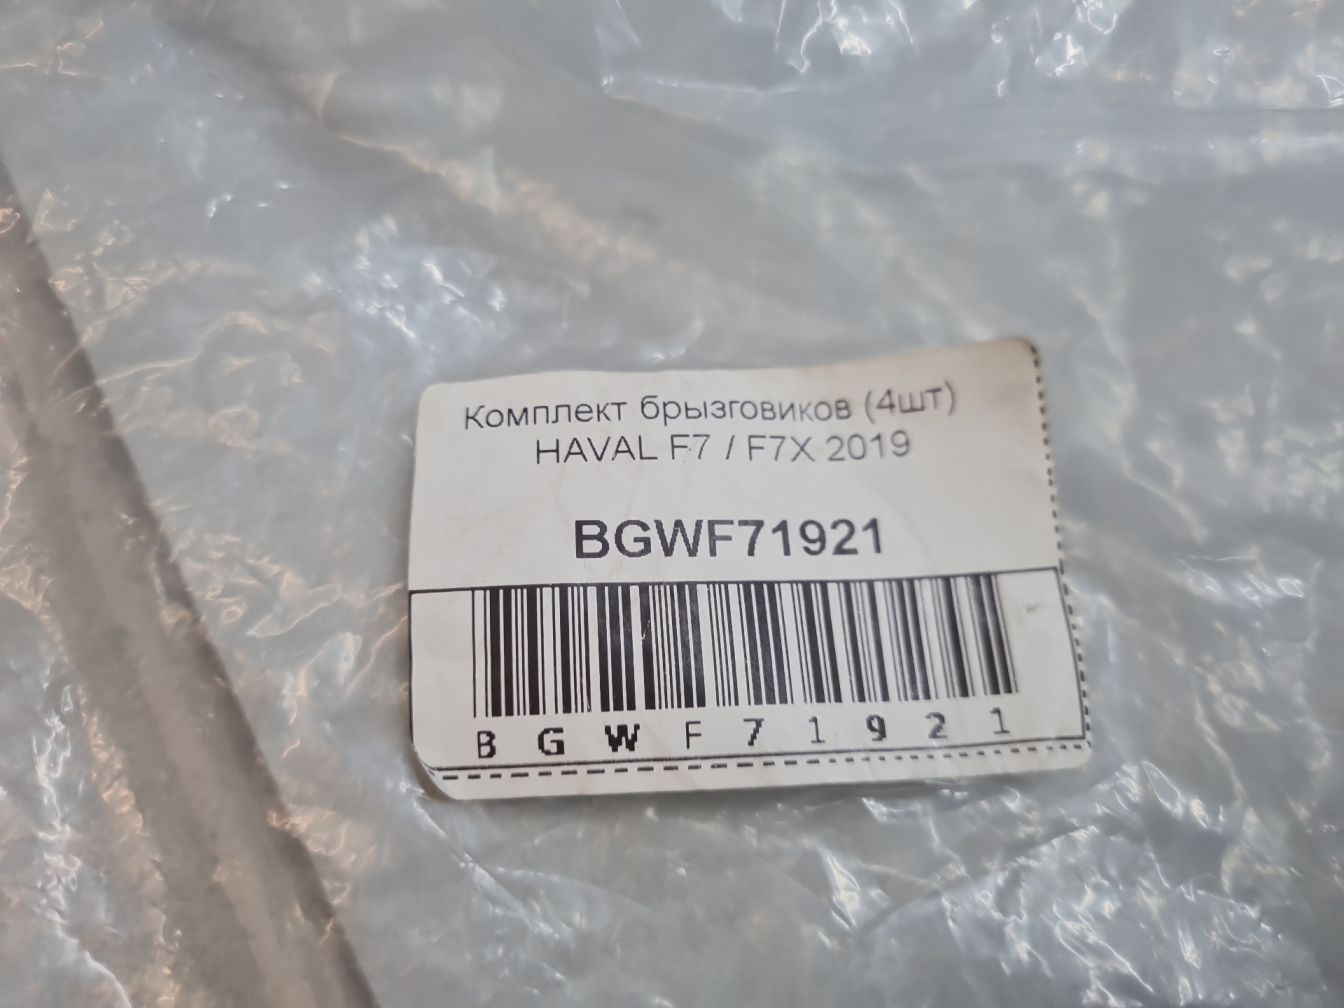 Комплект брызговиков (4шт)
HAVAL F7 / F7X 2019
BGWF71921
B G W F 7 1 9 2 1